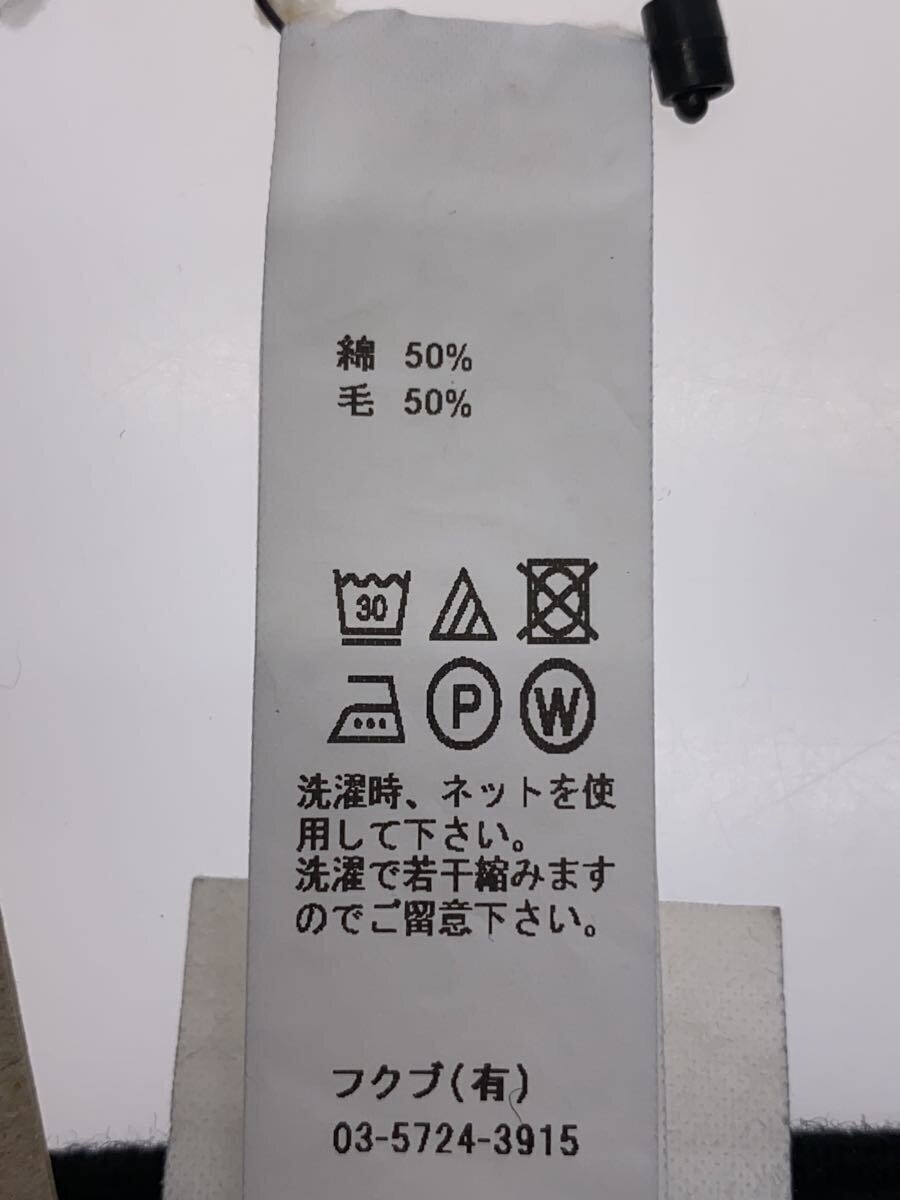 綿 50%
毛 50%
30
P W
洗濯時、ネットを使
用して下さい。
洗濯で若干縮みます
のでご留意下さい。
フクブ(有)
03-5724-3915